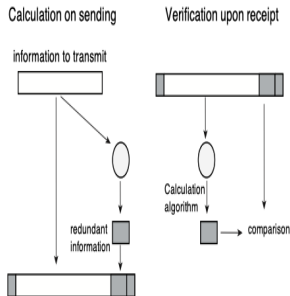 Calculation on sending
Verification upon receipt
information to transmit
Calculation
algorithm
redundant
information
comparison